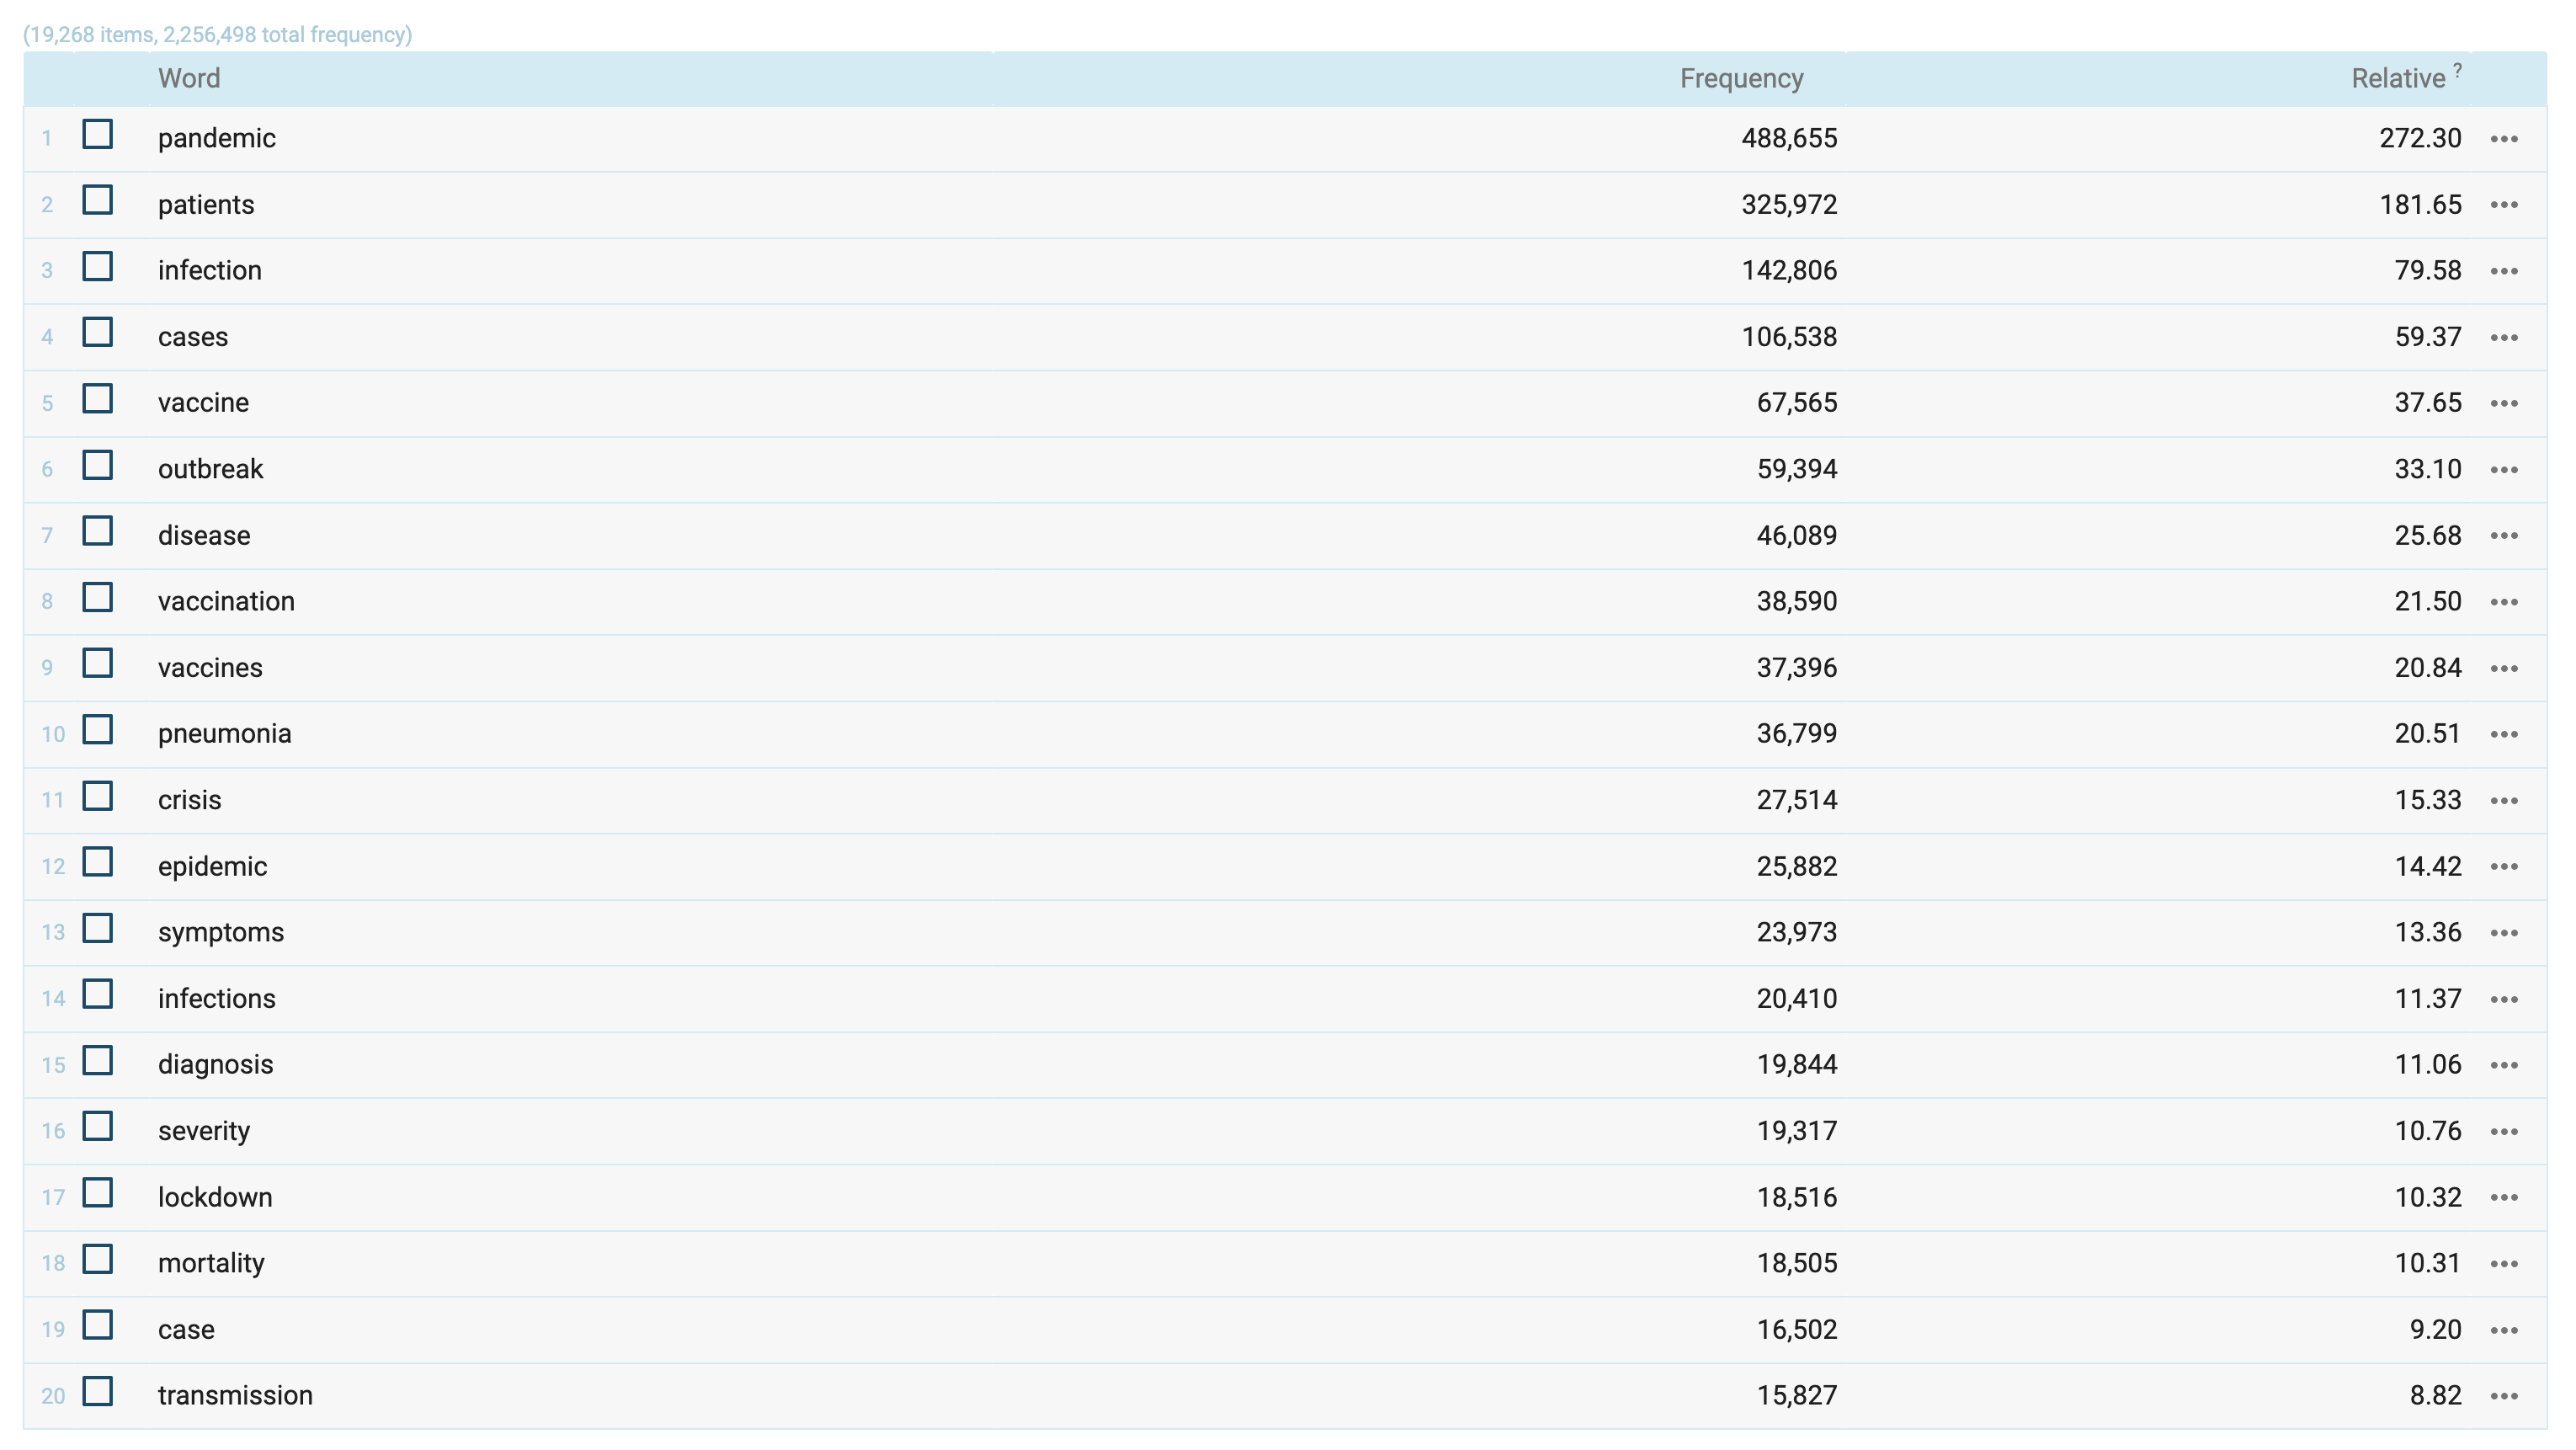 (19,268 items, 2,256,498 total frequency)
Word Frequency Relative ?
1 pandemic 488,655 272.30 •••
2 patients 325,972 181.65 •••
3 infection 142,806 79.58 •••
4 cases 106,538 59.37 •••
5 vaccine 67,565 37.65 •••
6 outbreak 59,394 33.10 •••
7 disease 46,089 25.68 •••
8 vaccination 38,590 21.50 •••
9 vaccines 37,396 20.84 •••
10 pneumonia 36,799 20.51 •••
11 crisis 27,514 15.33 •••
12 epidemic 25,882 14.42 •••
13 symptoms 23,973 13.36 •••
14 infections 20,410 11.37 •••
15 diagnosis 19,844 11.06 •••
16 severity 19,317 10.76 •••
17 lockdown 18,516 10.32 •••
18 mortality 18,505 10.31 •••
19 case 16,502 9.20 •••
20 transmission 15,827 8.82 •••